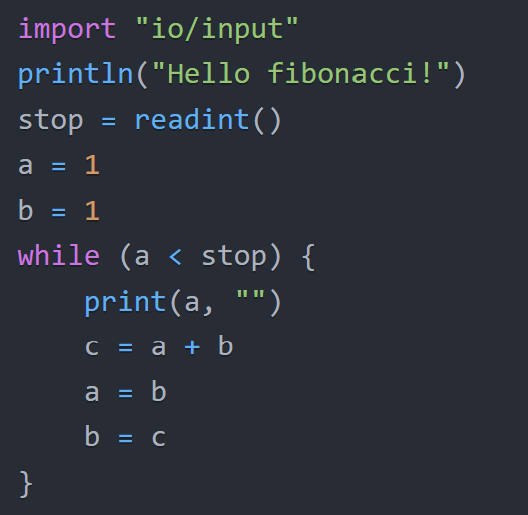 import "io/input"
println("Hello fibonacci!")
stop = readint()
a = 1
b = 1
while (a < stop) {
    print(a, "")
    c = a + b
    a = b
    b = c
}